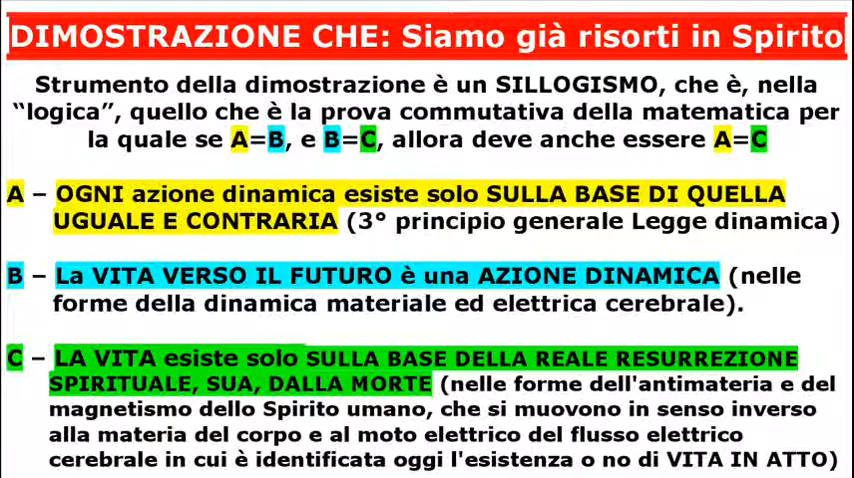 DIMOSTRAZIONE CHE: Siamo già risorti in Spirito
Strumento della dimostrazione è un SILLOGISMO, che è, nella
“logica”, quello che è la prova commutativa della matematica per
la quale se A=B, e B=C, allora deve anche essere A=C
A – OGNI azione dinamica esiste solo SULLA BASE DI QUELLA
UGUALE E CONTRARIA (3° principio generale Legge dinamica)
B – La VITA VERSO IL FUTURO è una AZIONE DINAMICA (nelle
forme della dinamica materiale ed elettrica cerebrale).
C – LA VITA esiste solo SULLA BASE DELLA REALE RESURREZIONE
SPIRITUALE, SUA, DALLA MORTE (nelle forme dell'antimateria e del
magnetismo dello Spirito umano, che si muovono in senso inverso
alla materia del corpo e al moto elettrico del flusso elettrico
cerebrale in cui è identificata oggi l'esistenza o no di VITA IN ATTO)